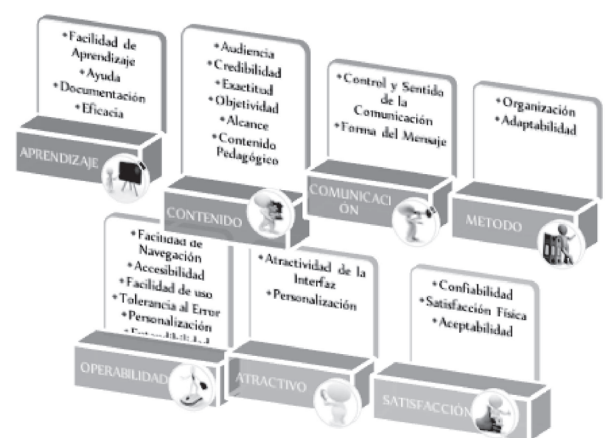 *Facilidad de
Aprendizaje
*Ayuda
*Documentación
*Eficacia
APRENDIZAJE
*Audiencia
*Credibilidad
*Exactitud
*Objetividad
*Alcance
*Contenido
Pedagógico
CONTENIDO
*Control y Sentido
de la
Comunicación
*Forma del Mensaje
COMUNICACI
ÓN
*Organización
*Adaptabilidad
METODO
*Facilidad de
Navegación
*Accesibilidad
*Facilidad de uso
*Tolerancia al Error
*Personalización
OPERABILIDAD
*Atractividad de la
Interfaz
*Personalización
ATRACTIVO
*Confiabilidad
*Satisfacción Física
*Aceptabilidad
SATISFACCIÓN